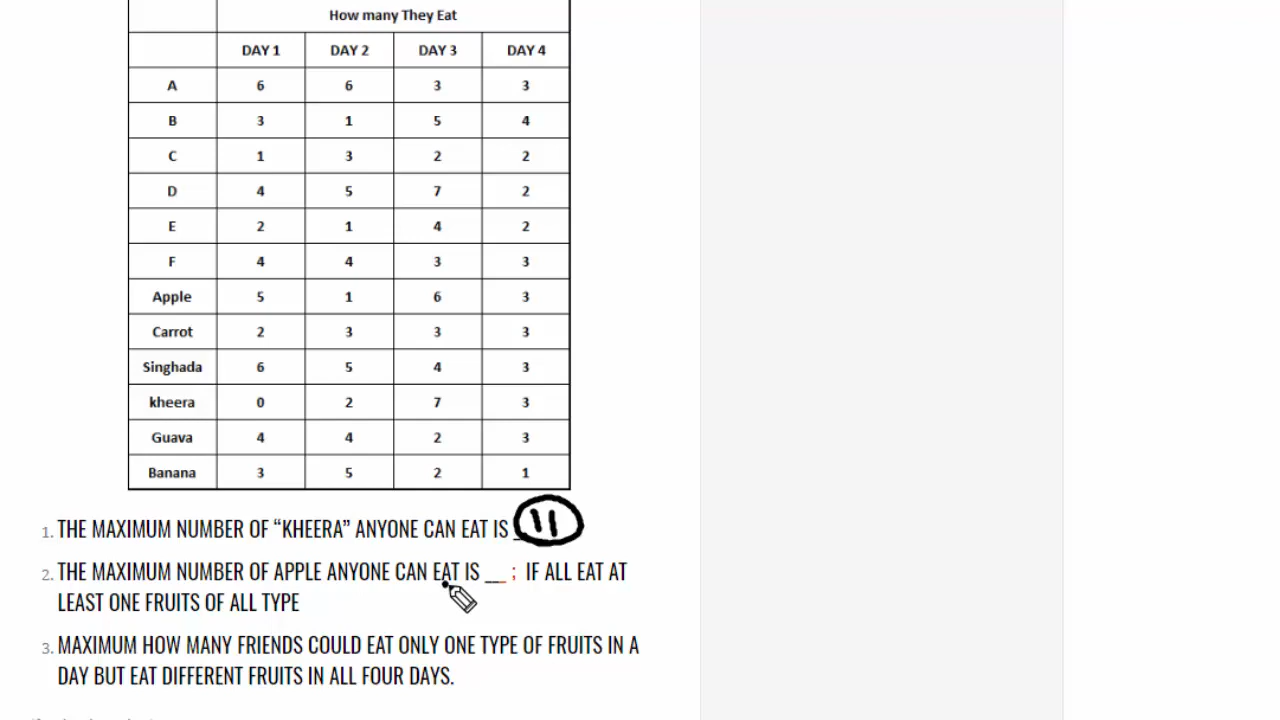 How many They Eat
DAY 1 DAY 2 DAY 3 DAY 4
A 6 6 3 3
B 3 1 5 4
C 1 3 2 2
D 4 5 7 2
E 2 1 4 2
F 4 4 3 3
Apple 5 1 6 3
Carrot 2 3 3 3
Singhada 6 5 4 3
kheera 0 2 7 3
Guava 4 4 2 3
Banana 3 5 2 1
1. THE MAXIMUM NUMBER OF “KHEERA” ANYONE CAN EAT IS _ 11
2. THE MAXIMUM NUMBER OF APPLE ANYONE CAN EAT IS ___ ; IF ALL EAT AT
LEAST ONE FRUITS OF ALL TYPE
3. MAXIMUM HOW MANY FRIENDS COULD EAT ONLY ONE TYPE OF FRUITS IN A
DAY BUT EAT DIFFERENT FRUITS IN ALL FOUR DAYS.